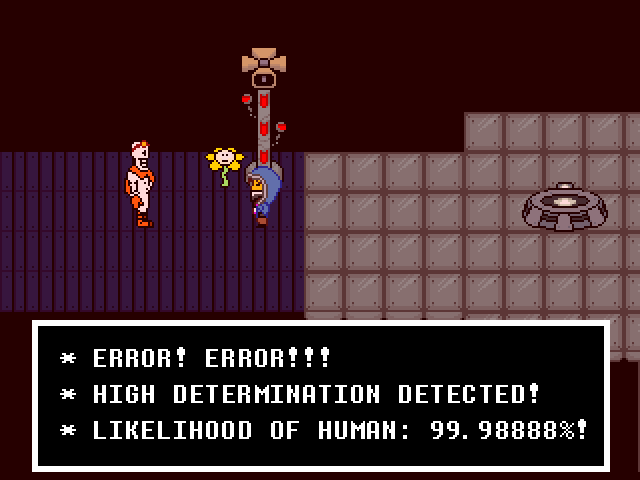 * ERROR! ERROR!!!
* HIGH DETERMINATION DETECTED!
* LIKELIHOOD OF HUMAN: 99.98888%!